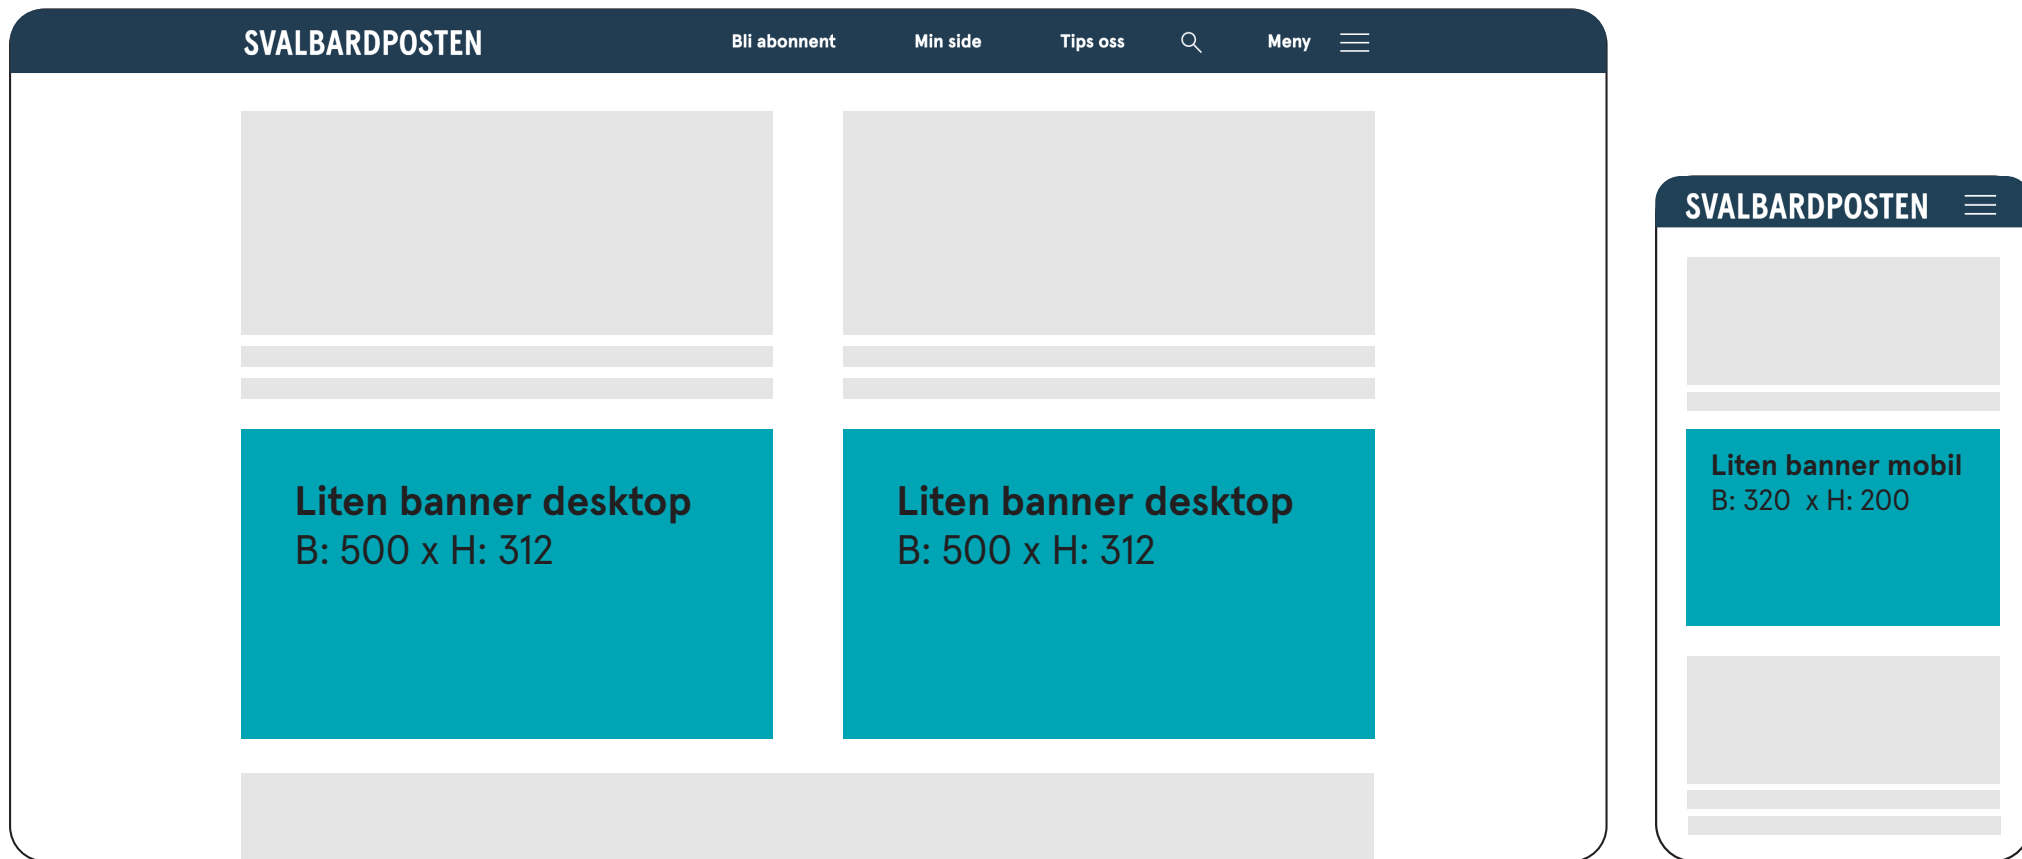 SVALBARDPOSTEN
Bli abonnent Min side Tips oss Meny
Liten banner desktop
B: 500 x H: 312
Liten banner desktop
B: 500 x H: 312
SVALBARDPOSTEN
Liten banner mobil
B: 320 x H: 200